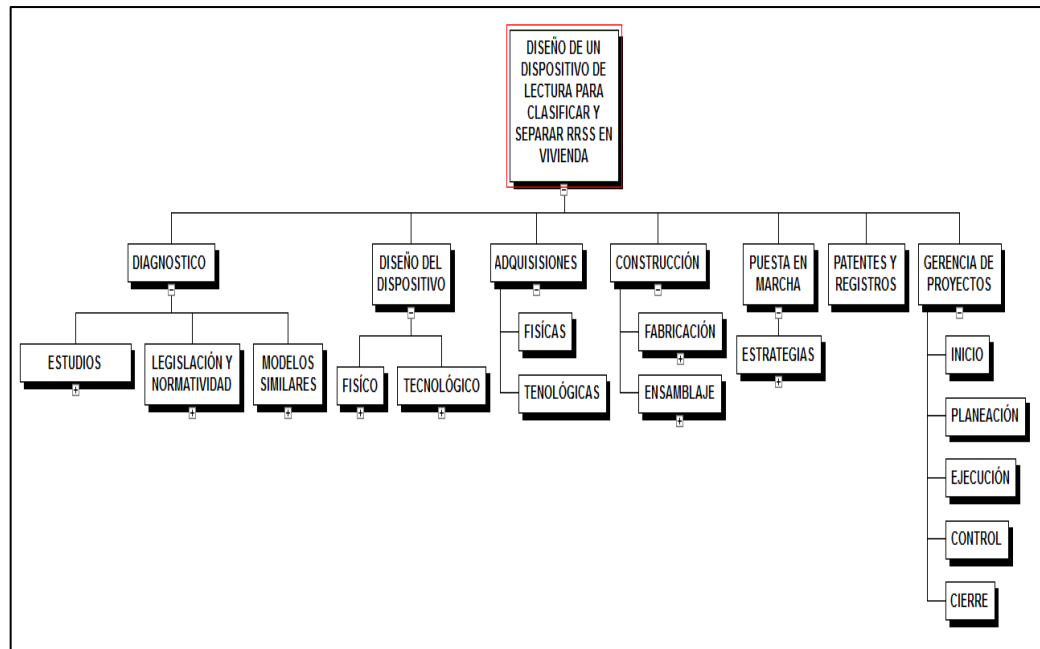 DISEÑO DE UN
DISPOSITIVO DE
LECTURA PARA
CLASIFICAR Y
SEPARAR RRSS EN
VIVIENDA
DIAGNOSTICO
DISEÑO DEL
DISPOSITIVO
ADQUISISIONES
CONSTRUCCIÓN
PUESTA EN
MARCHA
PATENTES Y
REGISTROS
GERENCIA DE
PROYECTOS
ESTUDIOS
LEGISLACIÓN Y
NORMATIVIDAD
MODELOS
SIMILARES
FISÍCO
TECNOLÓGICO
FISÍCAS
TENOLÓGICAS
FABRICACIÓN
ENSAMBLAJE
ESTRATEGIAS
INICIO
PLANEACIÓN
EJECUCIÓN
CONTROL
CIERRE